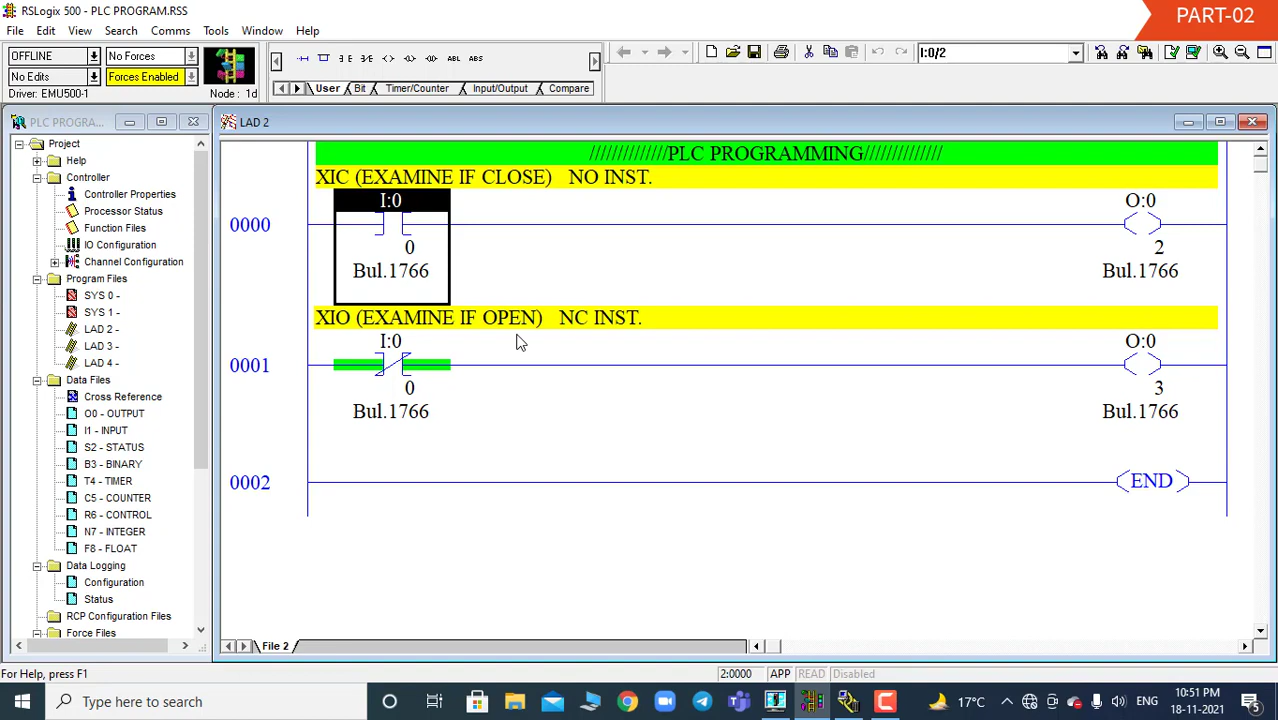 RSLogix 500 - PLC PROGRAM.RSS
PART-02
File Edit View Search Comms Tools Window Help
OFFLINE No Forces
No Edits Forces Enabled
Driver: EMU500-1 Node : 1d
ABL ABS
User Bit Timer/Counter Input/Output Compare
I:0/2
PLC PROGRA...
Project
Help
Controller
Controller Properties
Processor Status
Function Files
IO Configuration
Channel Configuration
Program Files
SYS 0 -
SYS 1 -
LAD 2 -
LAD 3 -
LAD 4 -
Data Files
Cross Reference
O0 - OUTPUT
I1 - INPUT
S2 - STATUS
B3 - BINARY
T4 - TIMER
C5 - COUNTER
R6 - CONTROL
N7 - INTEGER
F8 - FLOAT
Data Logging
Configuration
Status
RCP Configuration Files
Force Files
LAD 2
//////////////PLC PROGRAMMING//////////////
XIC (EXAMINE IF CLOSE) NO INST.
I:0 O:0
0000
0 2
Bul.1766 Bul.1766
XIO (EXAMINE IF OPEN) NC INST.
I:0 O:0
0001
0 3
Bul.1766 Bul.1766
0002 END
File 2
For Help, press F1
2:0000 APP READ Disabled
Type here to search
17°C ENG 10:51 PM
18-11-2021
5